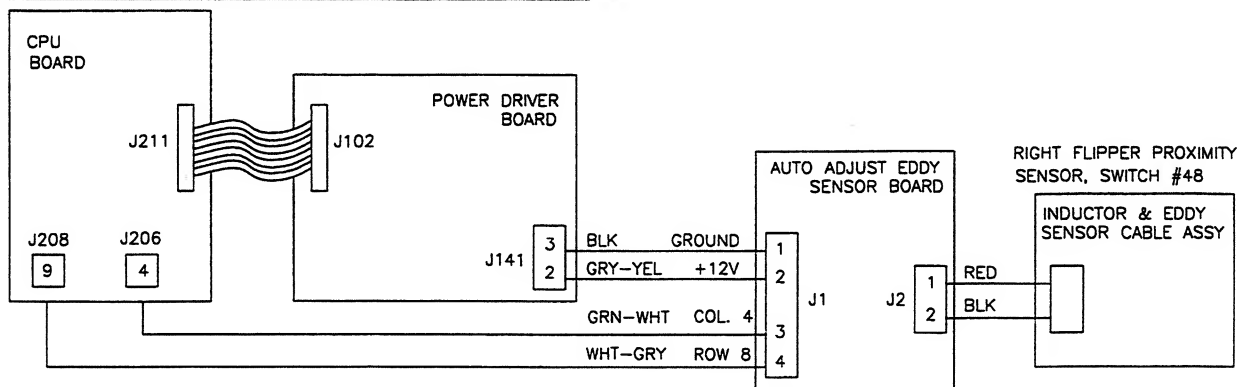 CPU
BOARD
J211
J208
9
J206
4
POWER DRIVER
BOARD
J102
J141
3
2
BLK GROUND
GRY-YEL +12V
GRN-WHT COL. 4
WHT-GRY ROW 8
AUTO ADJUST EDDY
SENSOR BOARD
1
2
3
4
J1
J2
1
2
RED
BLK
RIGHT FLIPPER PROXIMITY
SENSOR, SWITCH #48
INDUCTOR & EDDY
SENSOR CABLE ASSY